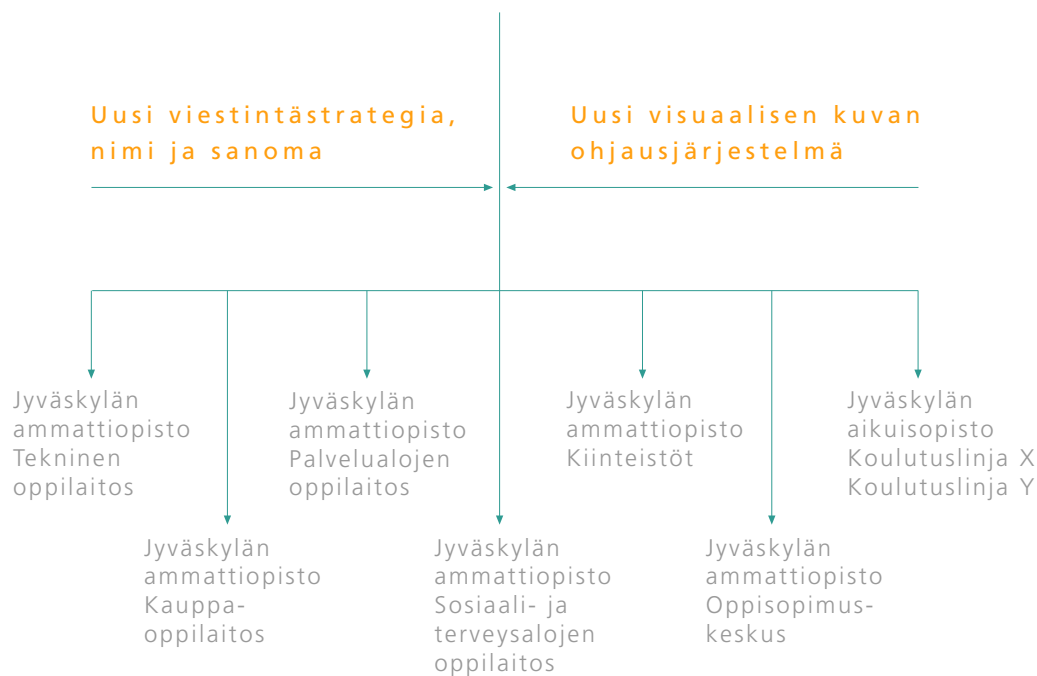 Uusi viestintästrategia,
nimi ja sanoma
Uusi visuaalisen kuvan
ohjausjärjestelmä
Jyväskylän
ammattiopisto
Tekninen
oppilaitos
Jyväskylän
ammattiopisto
Palvelualojen
oppilaitos
Jyväskylän
ammattiopisto
Kiinteistöt
Jyväskylän
aikuisopisto
Koulutuslinja X
Koulutuslinja Y
Jyväskylän
ammattiopisto
Kauppa-
oppilaitos
Jyväskylän
ammattiopisto
Sosiaali- ja
terveysalojen
oppilaitos
Jyväskylän
ammattiopisto
Oppisopimus-
keskus